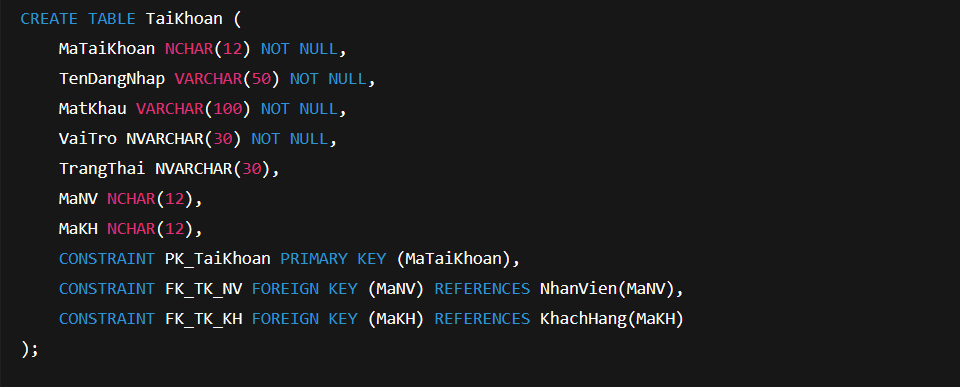 CREATE TABLE TaiKhoan (
    MaTaiKhoan NCHAR(12) NOT NULL,
    TenDangNhap VARCHAR(50) NOT NULL,
    MatKhau VARCHAR(100) NOT NULL,
    VaiTro NVARCHAR(30) NOT NULL,
    TrangThai NVARCHAR(30),
    MaNV NCHAR(12),
    MaKH NCHAR(12),
    CONSTRAINT PK_TaiKhoan PRIMARY KEY (MaTaiKhoan),
    CONSTRAINT FK_TK_NV FOREIGN KEY (MaNV) REFERENCES NhanVien(MaNV),
    CONSTRAINT FK_TK_KH FOREIGN KEY (MaKH) REFERENCES KhachHang(MaKH)
);